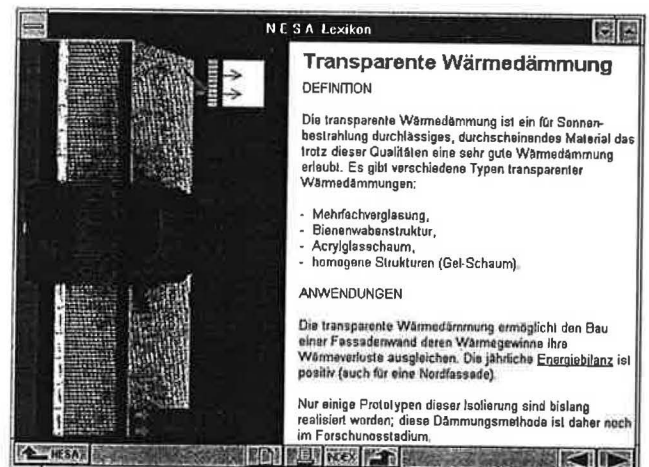 NESA Lexikon
Transparente Wärmedämmung
DEFINITION
Die transparente Wärmedämmung ist ein für Sonnen-
bestrahlung durchlässiges, durchscheinendes Material das
trotz dieser Qualitäten eine sehr gute Wärmedämmung
erlaubt. Es gibt verschiedene Typen transparenter
Wärmedämmungen:
- Mehrfachverglasung,
- Bienenwabenstruktur,
- Acrylglasschaum,
- homogene Strukturen (Gel-Schaum).
ANWENDUNGEN
Die transparente Wärmedämmung ermöglicht den Bau
einer Fassadenwand deren Wärmegewinne ihre
Wärmeverluste ausgleichen. Die jährliche Energiebilanz ist
positiv (auch für eine Nordfassade).
Nur einige Prototypen dieser Isolierung sind bislang
realisiert worden; diese Dämmungsmethode ist daher noch
im Forschungsstadium.
NESA
INDEX